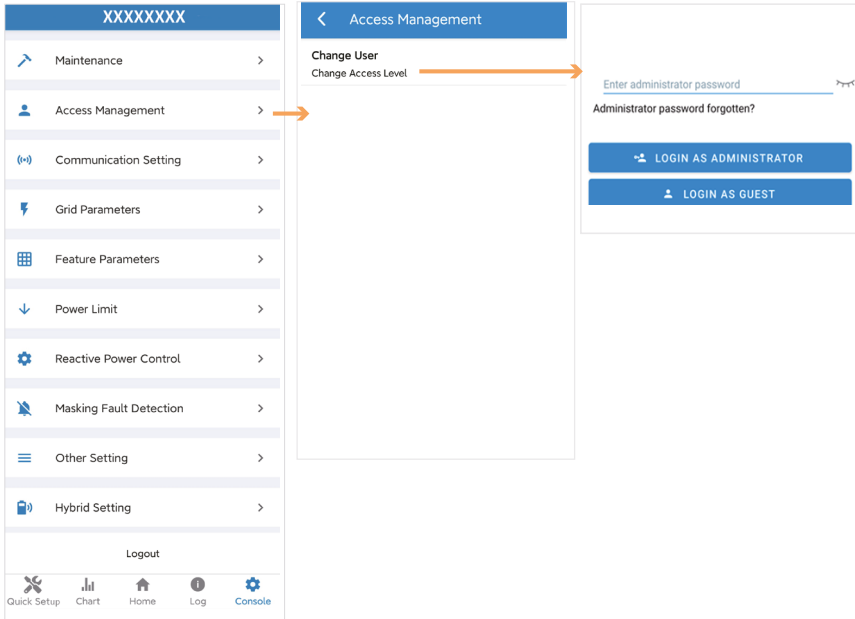 XXXXXXXX
Maintenance
Access Management
Communication Setting
Grid Parameters
Feature Parameters
Power Limit
Reactive Power Control
Masking Fault Detection
Other Setting
Hybrid Setting
Logout
Quick Setup
Chart
Home
Log
Console
Access Management
Change User
Change Access Level
Enter administrator password
Administrator password forgotten?
LOGIN AS ADMINISTRATOR
LOGIN AS GUEST